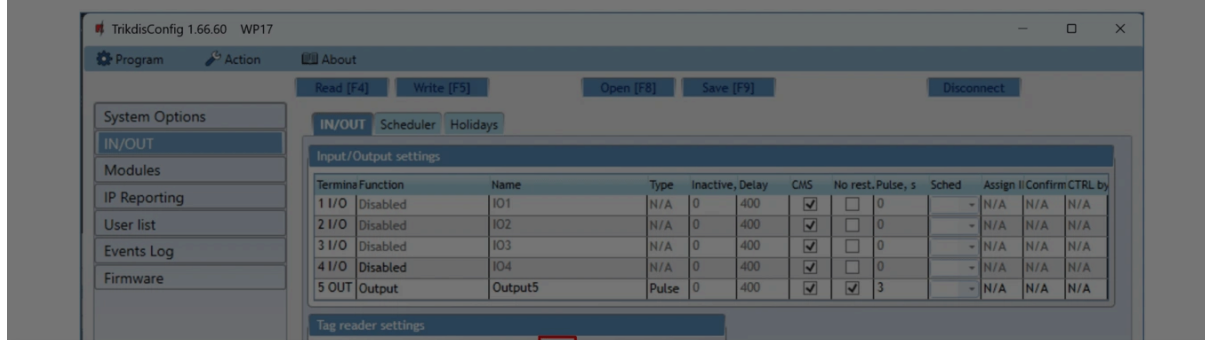 TrikdisConfig 1.66.60 WP17
Program Action About
Read [F4] Write [F5] Open [F8] Save [F9] Disconnect
System Options
IN/OUT
Modules
IP Reporting
User list
Events Log
Firmware
IN/OUT Scheduler Holidays
Input/Output settings
Termina Function Name Type Inactive, Delay CMS No rest. Pulse, s Sched Assign I Confirm CTRL by
1 I/O Disabled IO1 N/A 0 400 0 N/A N/A N/A
2 I/O Disabled IO2 N/A 0 400 0 N/A N/A N/A
3 I/O Disabled IO3 N/A 0 400 0 N/A N/A N/A
4 I/O Disabled IO4 N/A 0 400 0 N/A N/A N/A
5 OUT Output Output5 Pulse 0 400 3 N/A N/A N/A
Tag reader settings